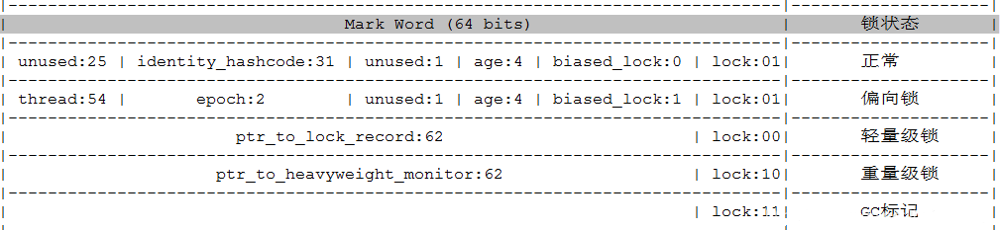 |------------------------------------------------------------------------------|--------------------|
| Mark Word (64 bits) | 锁状态 |
|------------------------------------------------------------------------------|--------------------|
| unused:25 | identity_hashcode:31 | unused:1 | age:4 | biased_lock:0 | lock:01| 正常 |
|------------------------------------------------------------------------------|--------------------|
| thread:54 | epoch:2 | unused:1 | age:4 | biased_lock:1 | lock:01| 偏向锁 |
|------------------------------------------------------------------------------|--------------------|
| ptr_to_lock_record:62 | lock:00| 轻量级锁 |
|------------------------------------------------------------------------------|--------------------|
| ptr_to_heavyweight_monitor:62 | lock:10| 重量级锁 |
|------------------------------------------------------------------------------|--------------------|
| | lock:11| GC标记 |
|------------------------------------------------------------------------------|--------------------|